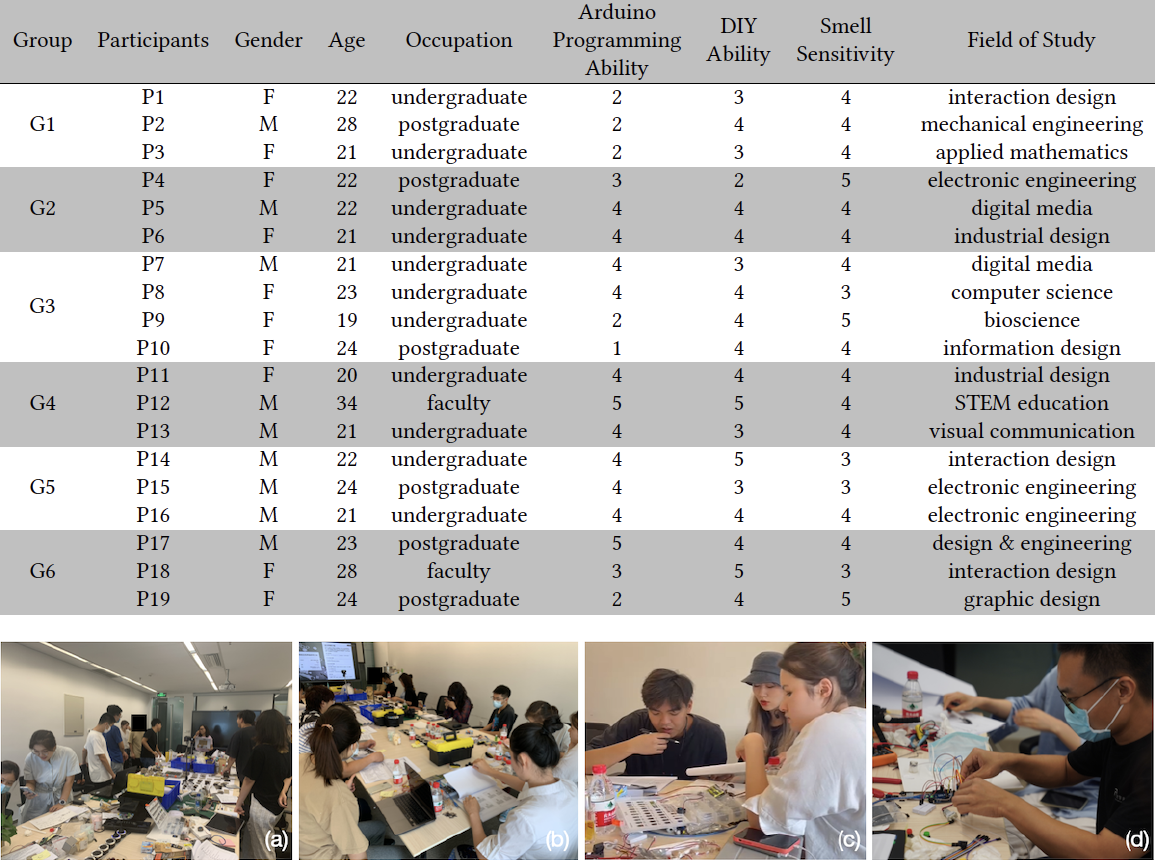 Group Participants Gender Age Occupation Arduino Programming Ability DIY Ability Smell Sensitivity Field of Study
G1
P1 F 22 undergraduate 2 3 4 interaction design
P2 M 28 postgraduate 2 4 4 mechanical engineering
P3 F 21 undergraduate 2 3 4 applied mathematics
G2
P4 F 22 postgraduate 3 2 5 electronic engineering
P5 M 22 undergraduate 4 4 4 digital media
P6 F 21 undergraduate 4 4 4 industrial design
G3
P7 M 21 undergraduate 4 3 4 digital media
P8 F 23 undergraduate 4 4 3 computer science
P9 F 19 undergraduate 2 4 5 bioscience
P10 F 24 postgraduate 1 4 4 information design
G4
P11 F 20 undergraduate 4 4 4 industrial design
P12 M 34 faculty 5 5 4 STEM education
P13 M 21 undergraduate 4 3 4 visual communication
G5
P14 M 22 undergraduate 4 5 3 interaction design
P15 M 24 postgraduate 4 3 3 electronic engineering
P16 M 21 undergraduate 4 4 4 electronic engineering
G6
P17 M 23 postgraduate 5 4 4 design & engineering
P18 F 28 faculty 3 5 3 interaction design
P19 F 24 postgraduate 2 4 5 graphic design
(a) (b) (c) (d)